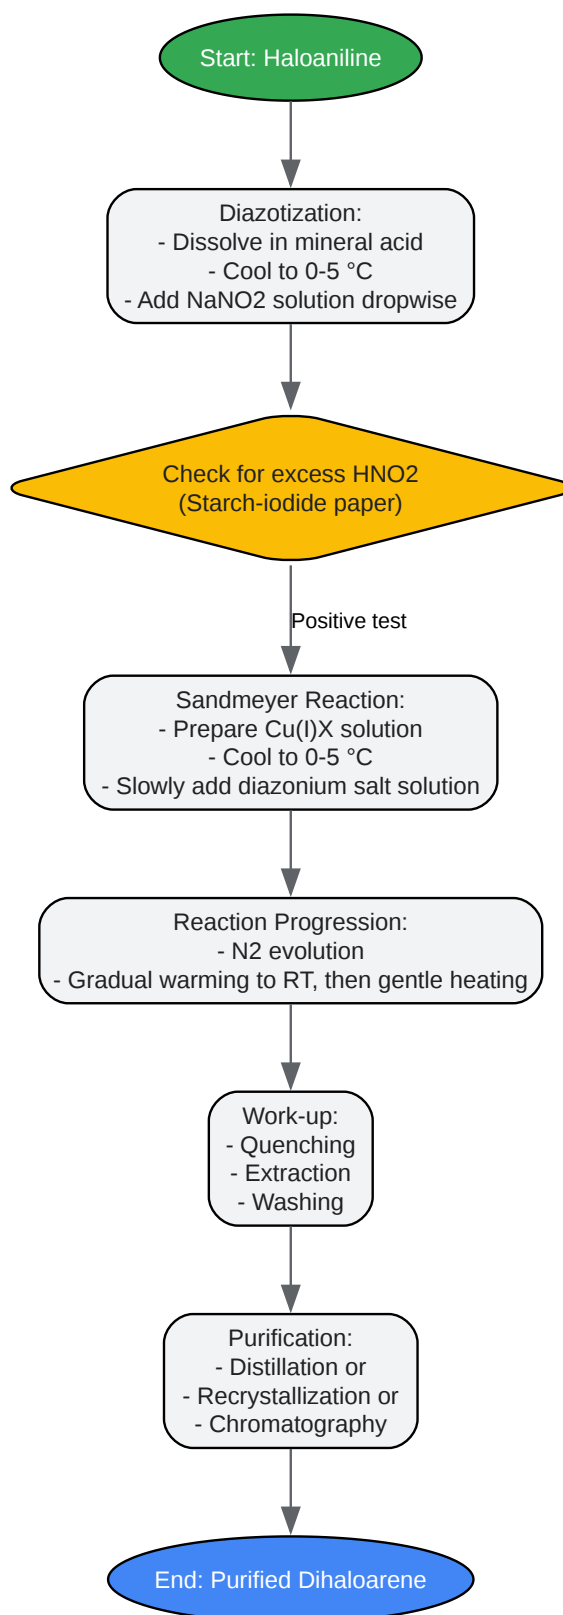 Start: Haloaniline
Diazotization:
- Dissolve in mineral acid
- Cool to 0-5 °C
- Add NaNO2 solution dropwise
Check for excess HNO2
(Starch-iodide paper)
Positive test
Sandmeyer Reaction:
- Prepare Cu(I)X solution
- Cool to 0-5 °C
- Slowly add diazonium salt solution
Reaction Progression:
- N2 evolution
- Gradual warming to RT, then gentle heating
Work-up:
- Quenching
- Extraction
- Washing
Purification:
- Distillation or
- Recrystallization or
- Chromatography
End: Purified Dihaloarene